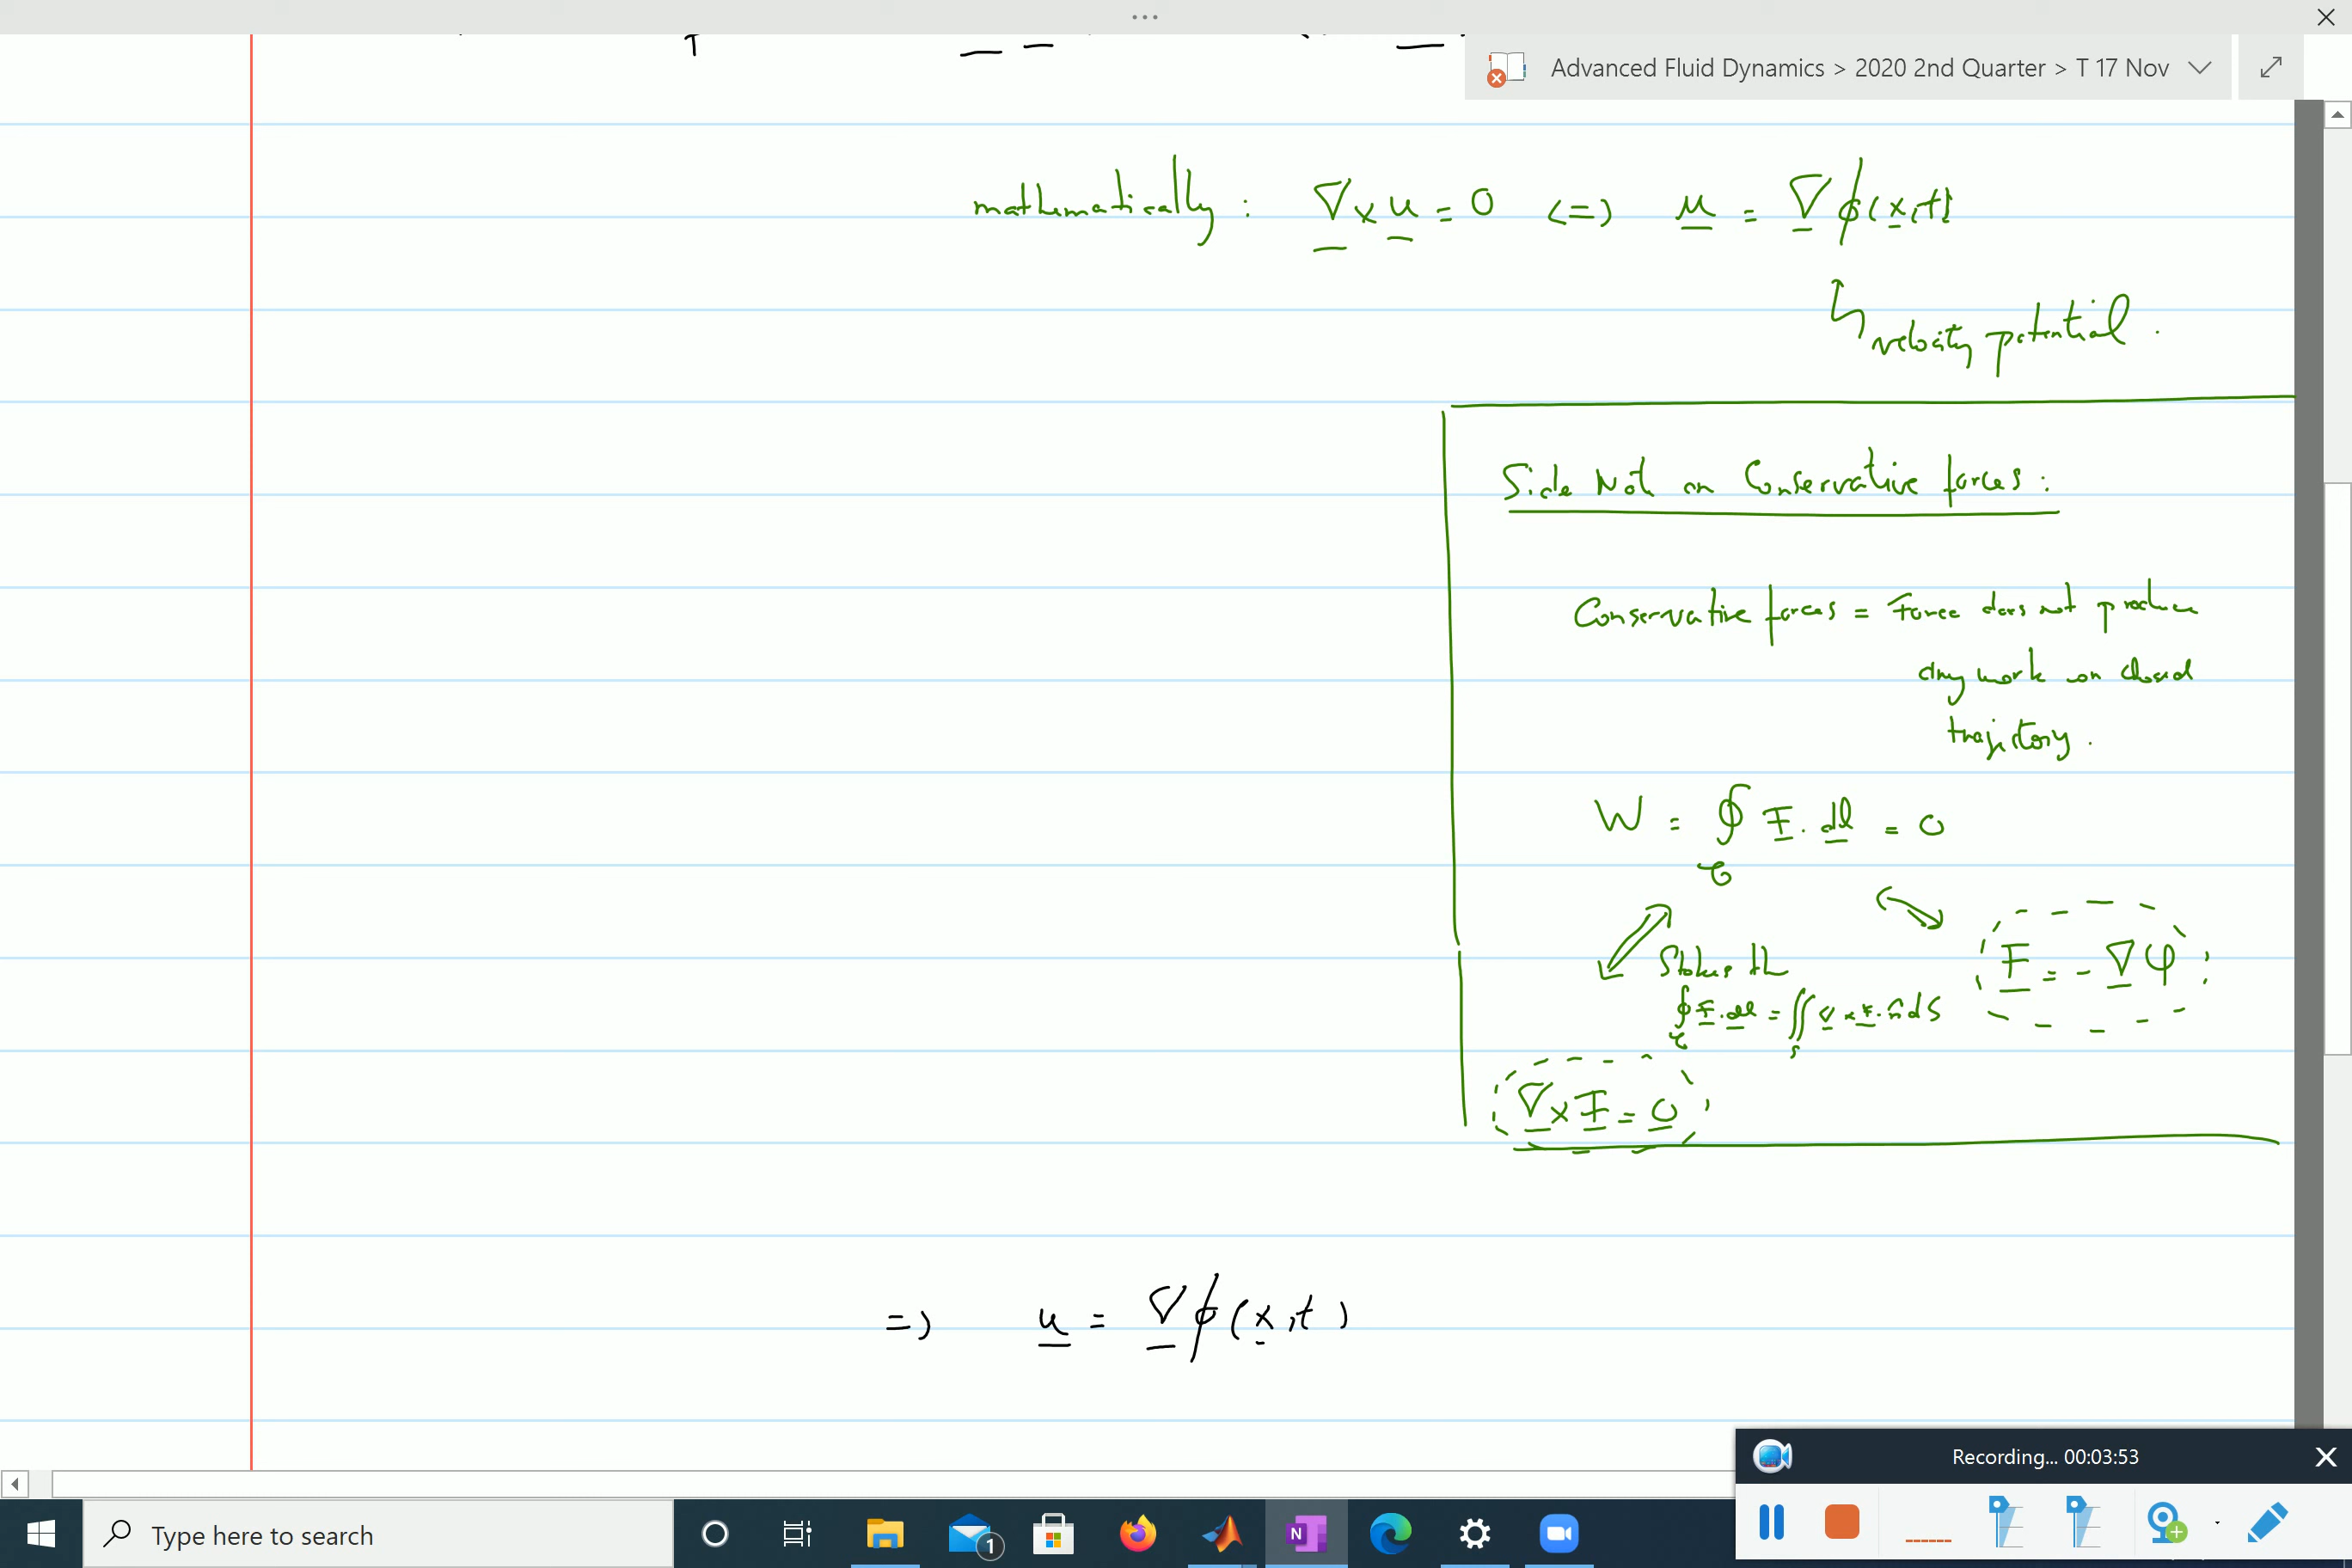 Advanced Fluid Dynamics > 2020 2nd Quarter > T 17 Nov
mathematically : ∇ × u = 0 <=> u = ∇ϕ(x,t)
velocity potential .
Side Not on Conservative forces :
Conservative forces = Force does not produce
any work on closed
trajectory .
W = ∮ F . dl = 0
C
Stokes th
F = - ∇φ
∮ F . dl = ∬ ∇ × F . n̂ dS
C S
∇ × F = 0
=> u = ∇ϕ(x,t)
Recording... 00:03:53
Type here to search
1
N